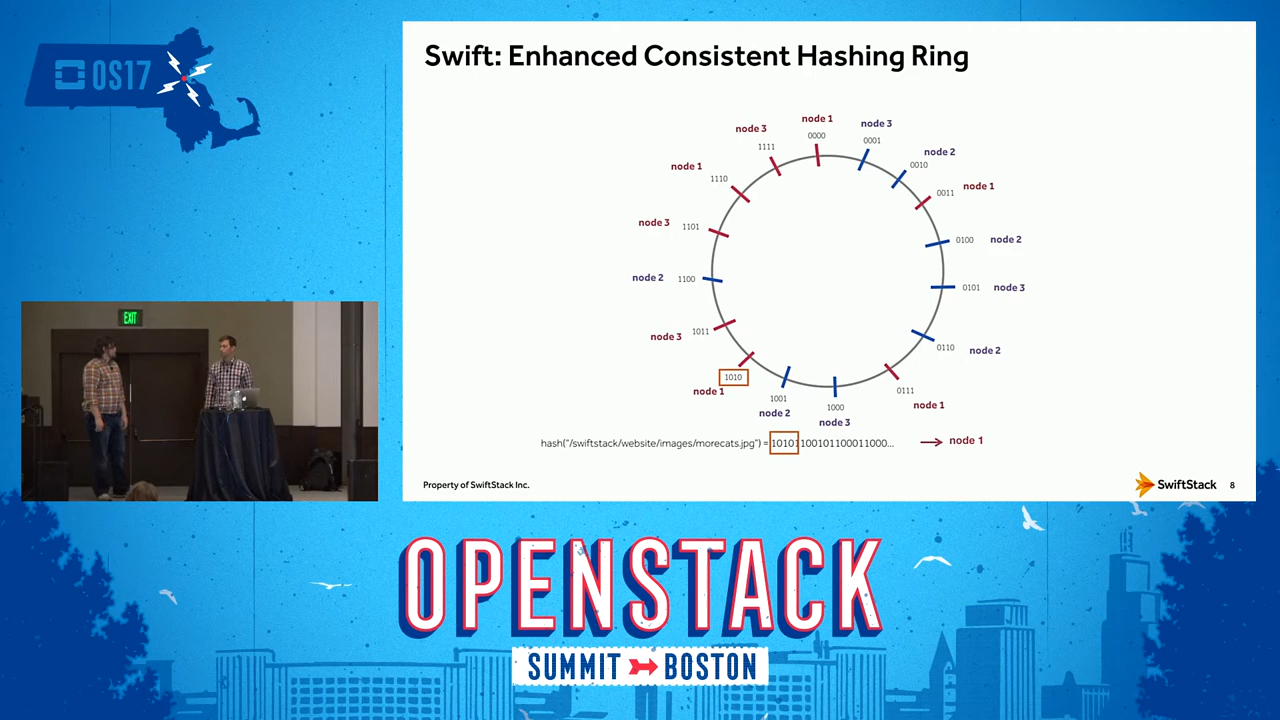 OS17
Swift: Enhanced Consistent Hashing Ring
node 1
0000
node 3
0001
node 2
0010
node 1
0011
node 2
0100
node 3
0101
node 2
0110
node 1
0111
node 3
1000
node 2
1001
node 1
1010
node 3
1011
node 2
1100
node 3
1101
node 1
1110
node 3
1111
hash("/swiftstack/website/images/morecats.jpg") = 10101100101100011000... → node 1
Property of SwiftStack Inc.
SwiftStack 8
EXIT
OPENSTACK
SUMMIT BOSTON